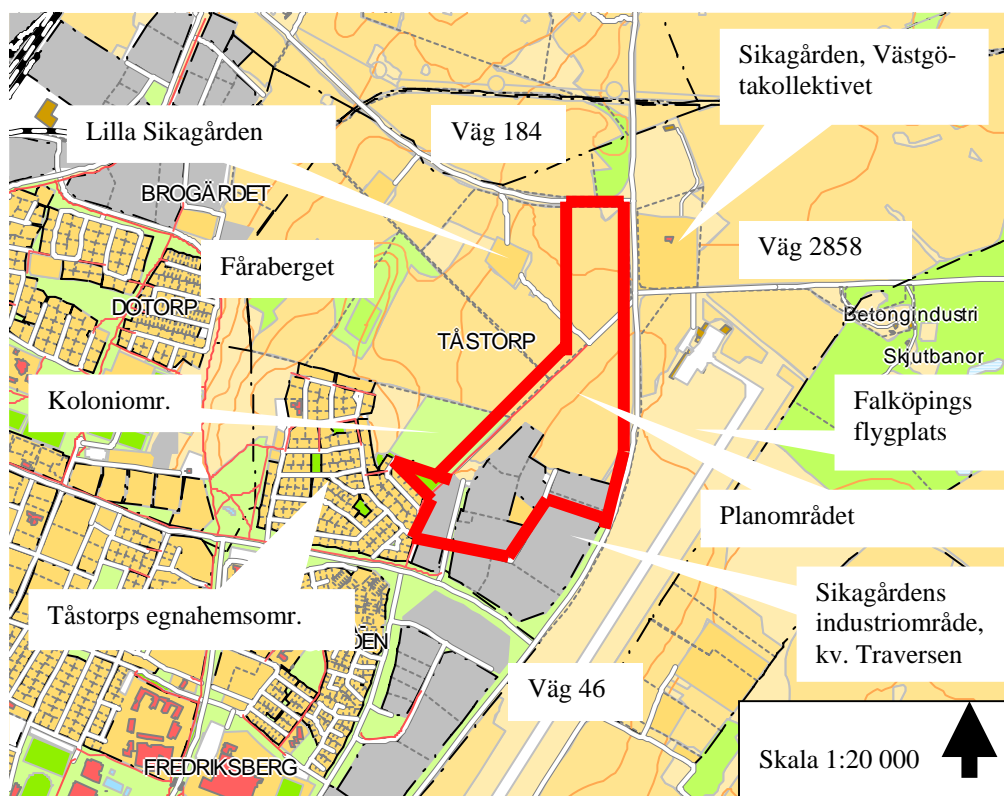 Sikagården, Västgö-
takollektivet
Lilla Sikagården
Väg 184
BROGÄRDET
Fåraberget
Väg 2858
DOTORP
Betongindustri
TÅSTORP
Skjutbanor
Koloniomr.
Falköpings
flygplats
Planområdet
Tåstorps egnahemsomr.
Sikagårdens
industriområde,
kv. Traversen
DEN
Väg 46
Skala 1:20 000
FREDRIKSBERG